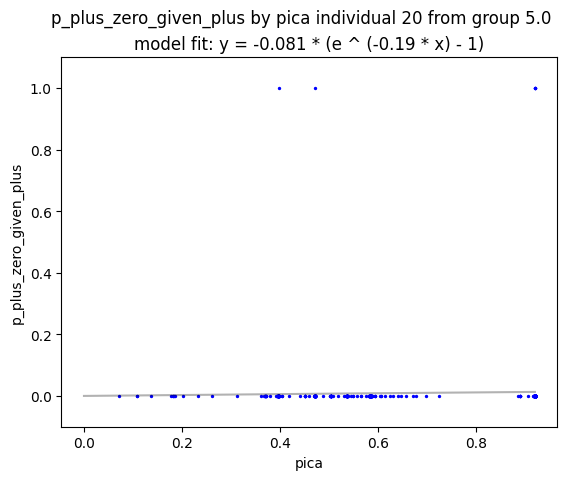 p_plus_zero_given_plus by pica individual 20 from group 5.0
model fit: y = -0.081 * (e ^ (-0.19 * x) - 1)
1.0
0.8
0.6
0.4
0.2
0.0
p_plus_zero_given_plus
0.0 0.2 0.4 0.6 0.8
pica